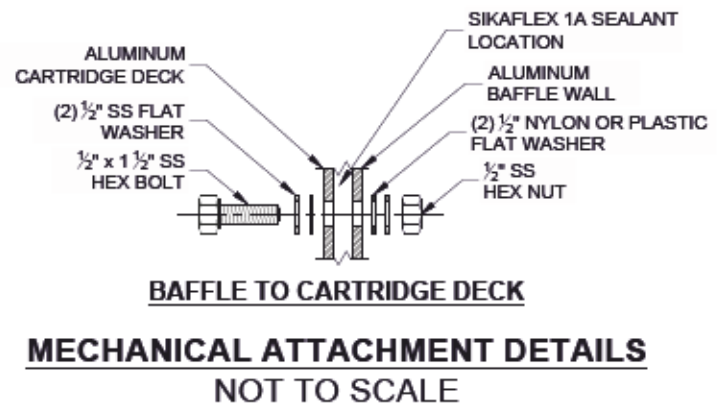 ALUMINUM
CARTRIDGE DECK
(2) ½" SS FLAT
WASHER
½" x 1 ½" SS
HEX BOLT
SIKAFLEX 1A SEALANT
LOCATION
ALUMINUM
BAFFLE WALL
(2) ½" NYLON OR PLASTIC
FLAT WASHER
½" SS
HEX NUT
BAFFLE TO CARTRIDGE DECK
MECHANICAL ATTACHMENT DETAILS
NOT TO SCALE